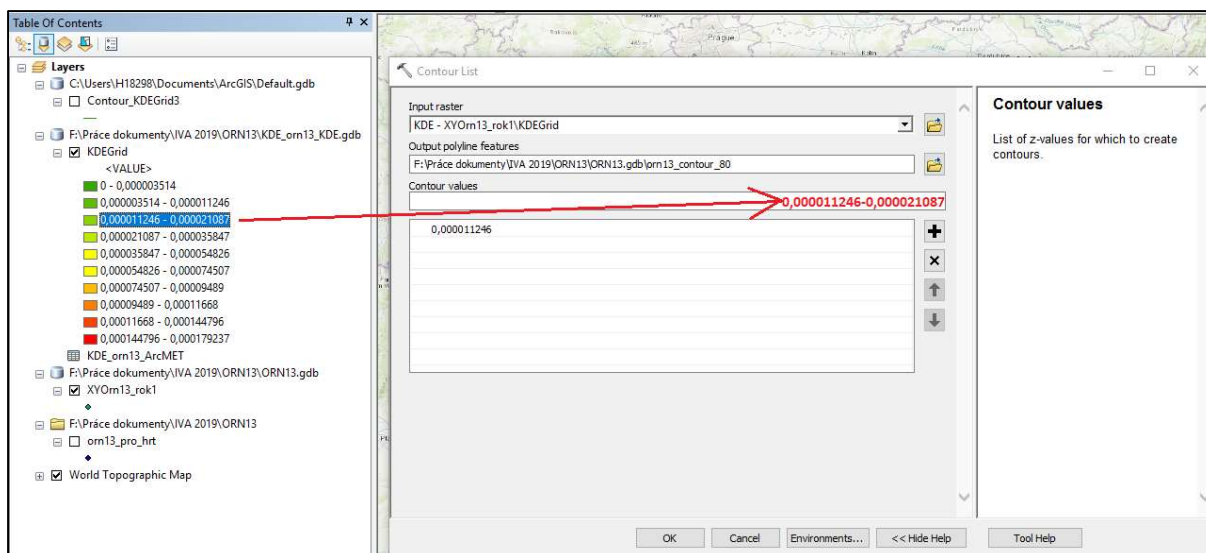 Table Of Contents
Layers
C:\Users\H18298\Documents\ArcGIS\Default.gdb
Contour_KDEGrid3
F:\Práce dokumenty\IVA 2019\ORN13\KDE_orn13_KDE.gdb
KDEGrid
<VALUE>
0 - 0,000003514
0,000003514 - 0,000011246
0,000011246 - 0,000021087
0,000021087 - 0,000035847
0,000035847 - 0,000054826
0,000054826 - 0,000074507
0,000074507 - 0,00009489
0,00009489 - 0,00011668
0,00011668 - 0,000144796
0,000144796 - 0,000179237
KDE_orn13_ArcMET
F:\Práce dokumenty\IVA 2019\ORN13\ORN13.gdb
XYOrn13_rok1
F:\Práce dokumenty\IVA 2019\ORN13
orn13_pro_hrt
World Topographic Map
Prague
Contour List
Input raster
KDE - XYOrn13_rok1\KDEGrid
Output polyline features
F:\Práce dokumenty\IVA 2019\ORN13\ORN13.gdb\orn13_contour_80
Contour values
0,000011246-0,000021087
0,000011246
OK
Cancel
Environments...
<< Hide Help
Tool Help
Contour values
List of z-values for which to create
contours.